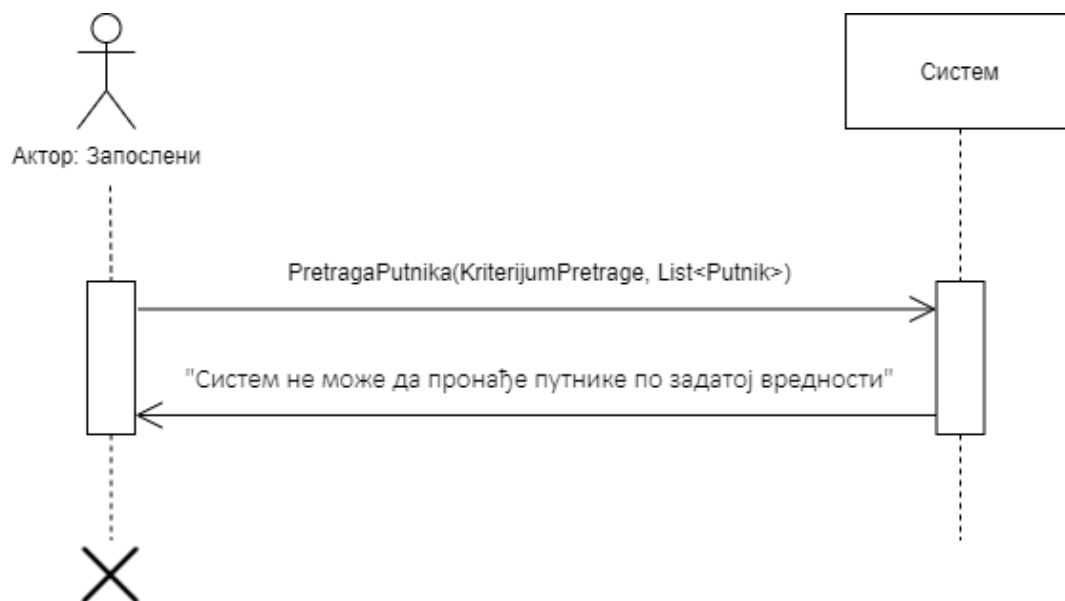 Систем
Актор: Запослени
PretragaPutnika(KriterijumPretrage, List<Putnik>)
"Систем не може да пронађе путнике по задатој вредности"